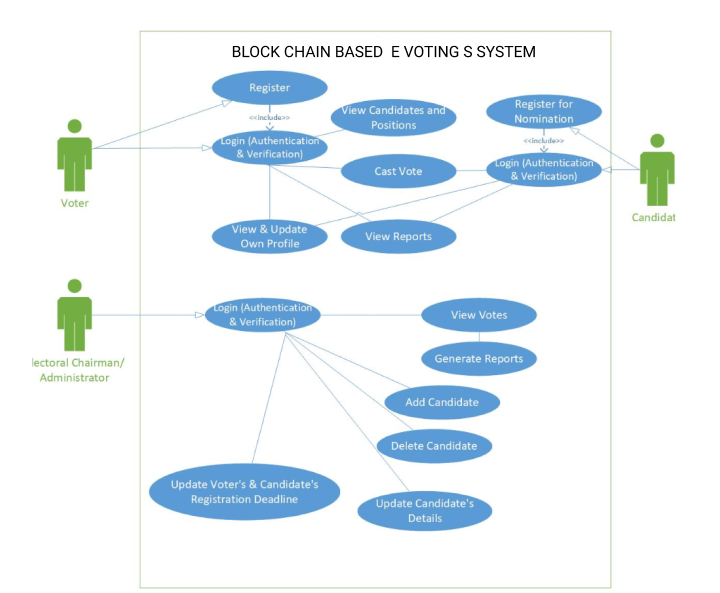 BLOCK CHAIN BASED E VOTING S SYSTEM
Register
<<include>>
Login (Authentication
& Verification)
View Candidates and
Positions
Register for
Nomination
<<include>>
Login (Authentication
& Verification)
Cast Vote
Voter
Candidat
View & Update
Own Profile
View Reports
Login (Authentication
& Verification)
View Votes
lectoral Chairman/
Administrator
Generate Reports
Add Candidate
Delete Candidate
Update Voter's & Candidate's
Registration Deadline
Update Candidate's
Details